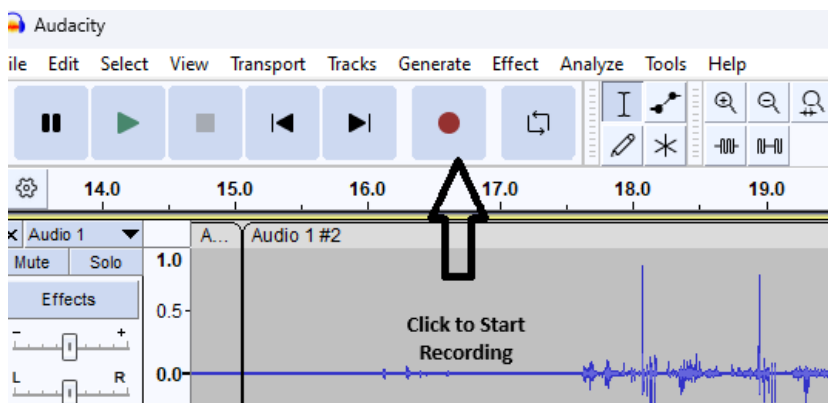 Audacity
ile Edit Select View Transport Tracks Generate Effect Analyze Tools Help
14.0 15.0 16.0 17.0 18.0 19.0
× Audio 1 A... Audio 1 #2
Mute Solo 1.0
Effects 0.5
- +
Click to Start
Recording
L R 0.0